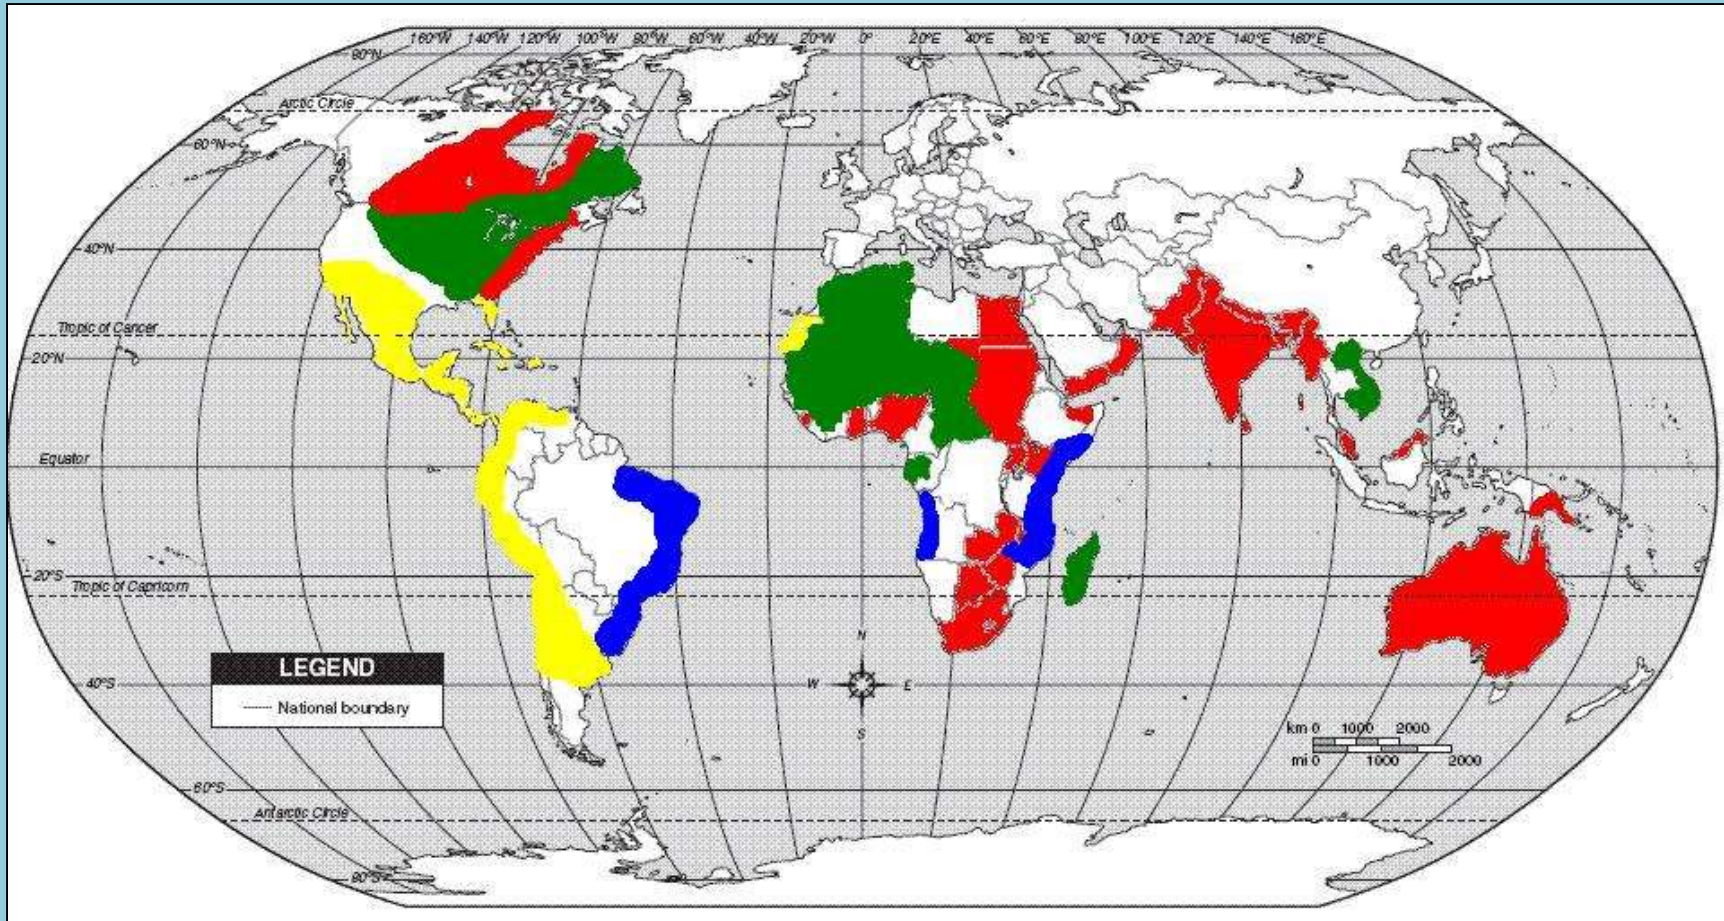 160°W 140°W 120°W 100°W 80°W 60°W 40°W 20°W 0° 20°E 40°E 60°E 80°E 100°E 120°E 140°E 160°E
80°N
Arctic Circle
60°N
40°N
Tropic of Cancer
20°N
Equator
20°S
Tropic of Capricorn
N
LEGEND
40°S
W E
National boundary
S
km 0 1000 2000
mi 0 1000 2000
60°S
Antarctic Circle
80°S